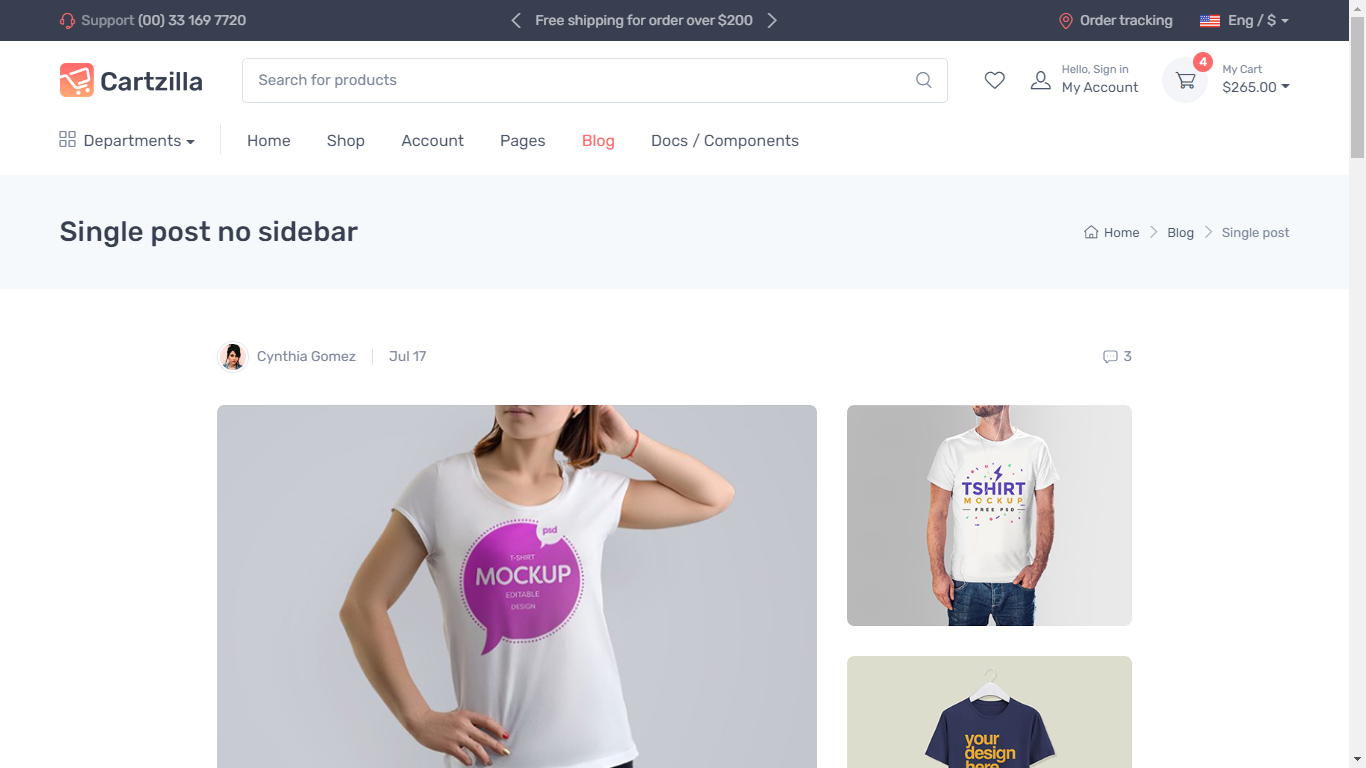 Support (00) 33 169 7720
Free shipping for order over $200
Order tracking
Eng / $
Cartzilla
Search for products
Hello, Sign in
My Account
4
My Cart
$265.00
Departments
Home
Shop
Account
Pages
Blog
Docs / Components
Single post no sidebar
Home
Blog
Single post
Cynthia Gomez
Jul 17
3
psd
T-SHIRT
MOCKUP
EDITABLE
DESIGN
TSHIRT
MOCKUP
FREE PSD
your
design
here